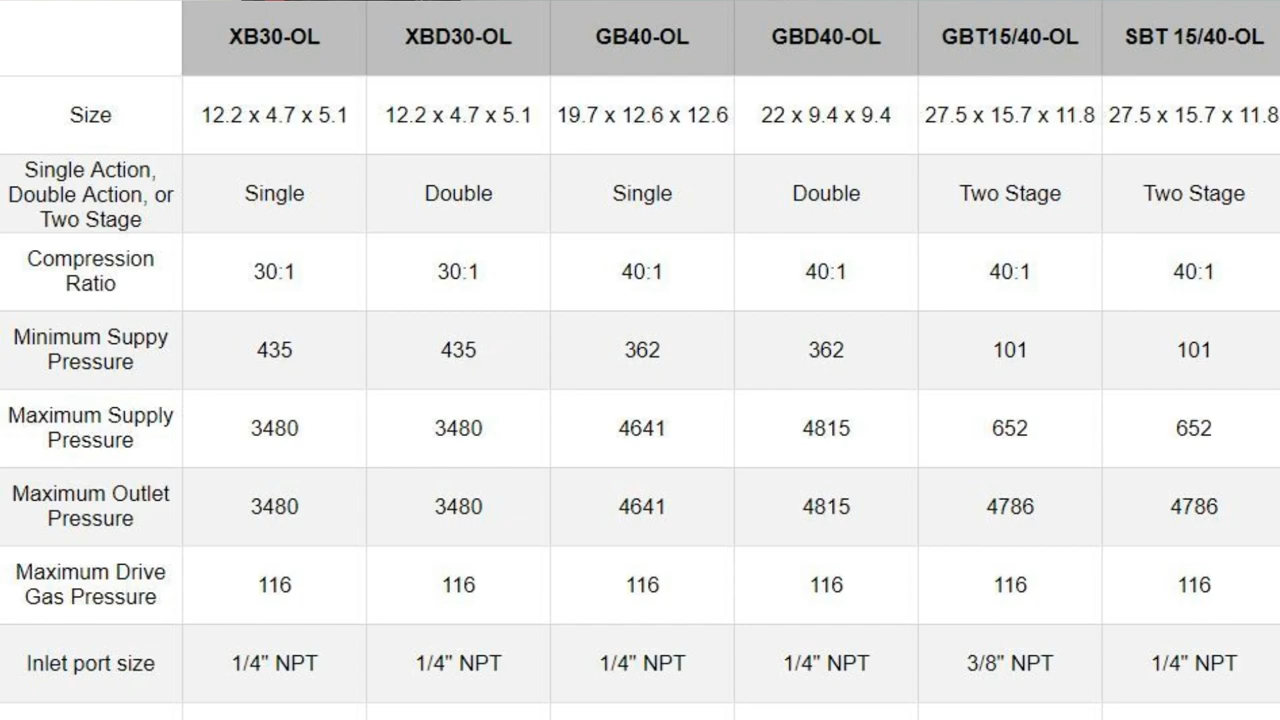 XB30-OL XBD30-OL GB40-OL GBD40-OL GBT15/40-OL SBT 15/40-OL
Size 12.2 x 4.7 x 5.1 12.2 x 4.7 x 5.1 19.7 x 12.6 x 12.6 22 x 9.4 x 9.4 27.5 x 15.7 x 11.8 27.5 x 15.7 x 11.8
Single Action,
Double Action, or
Two Stage
Single Double Single Double Two Stage Two Stage
Compression
Ratio
30:1 30:1 40:1 40:1 40:1 40:1
Minimum Suppy
Pressure
435 435 362 362 101 101
Maximum Supply
Pressure
3480 3480 4641 4815 652 652
Maximum Outlet
Pressure
3480 3480 4641 4815 4786 4786
Maximum Drive
Gas Pressure
116 116 116 116 116 116
Inlet port size 1/4" NPT 1/4" NPT 1/4" NPT 1/4" NPT 3/8" NPT 1/4" NPT